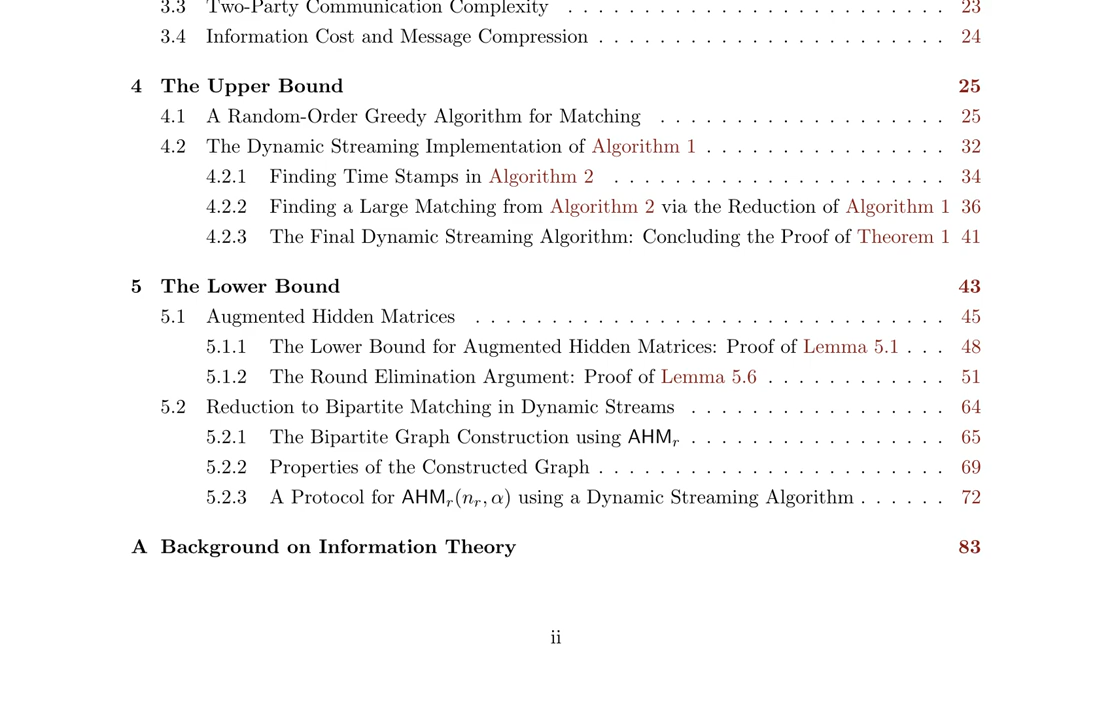 3.3 Two-Party Communication Complexity . . . . . . . . . . . . . . . . . . . . . . . . . 23
3.4 Information Cost and Message Compression . . . . . . . . . . . . . . . . . . . . . . . 24
4 The Upper Bound 25
4.1 A Random-Order Greedy Algorithm for Matching . . . . . . . . . . . . . . . . . . . 25
4.2 The Dynamic Streaming Implementation of Algorithm 1 . . . . . . . . . . . . . . . . 32
4.2.1 Finding Time Stamps in Algorithm 2 . . . . . . . . . . . . . . . . . . . . . . 34
4.2.2 Finding a Large Matching from Algorithm 2 via the Reduction of Algorithm 1 36
4.2.3 The Final Dynamic Streaming Algorithm: Concluding the Proof of Theorem 1 41
5 The Lower Bound 43
5.1 Augmented Hidden Matrices . . . . . . . . . . . . . . . . . . . . . . . . . . . . . . . 45
5.1.1 The Lower Bound for Augmented Hidden Matrices: Proof of Lemma 5.1 . . . 48
5.1.2 The Round Elimination Argument: Proof of Lemma 5.6 . . . . . . . . . . . . 51
5.2 Reduction to Bipartite Matching in Dynamic Streams . . . . . . . . . . . . . . . . . 64
5.2.1 The Bipartite Graph Construction using AHMᵣ . . . . . . . . . . . . . . . . . 65
5.2.2 Properties of the Constructed Graph . . . . . . . . . . . . . . . . . . . . . . . 69
5.2.3 A Protocol for AHMᵣ(nᵣ, α) using a Dynamic Streaming Algorithm . . . . . . 72
A Background on Information Theory 83
ii